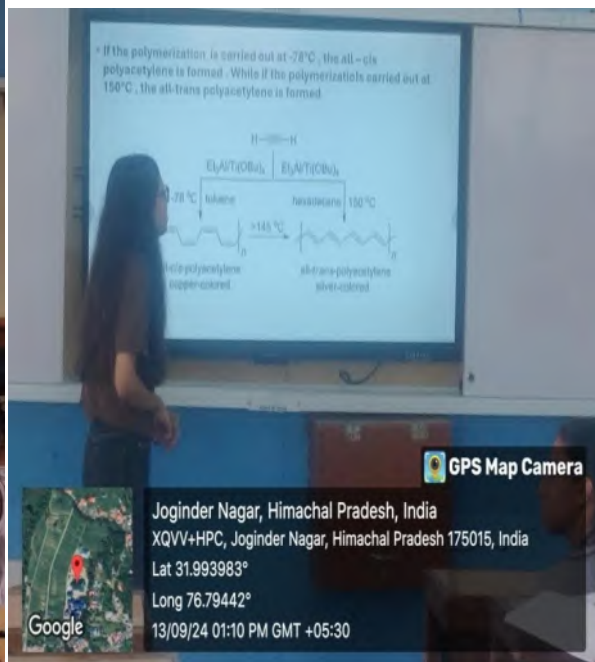 • If the polymerization is carried out at -78°C , the all – cis
polyacetylene is formed . While if the polymerizatiois carried out at
150°C , the all-trans polyacetylene is formed
H H
Et₃Al/Ti(OBu)₄ Et₃Al/Ti(OBu)₄
-78 °C toluene hexadecane 150 °C
>145 °C
n n
polyacetylene all-trans-polyacetylene
copper-colored silver-colored
GPS Map Camera
Joginder Nagar, Himachal Pradesh, India
XQVV+HPC, Joginder Nagar, Himachal Pradesh 175015, India
Lat 31.993983°
Long 76.79442°
13/09/24 01:10 PM GMT +05:30
Google